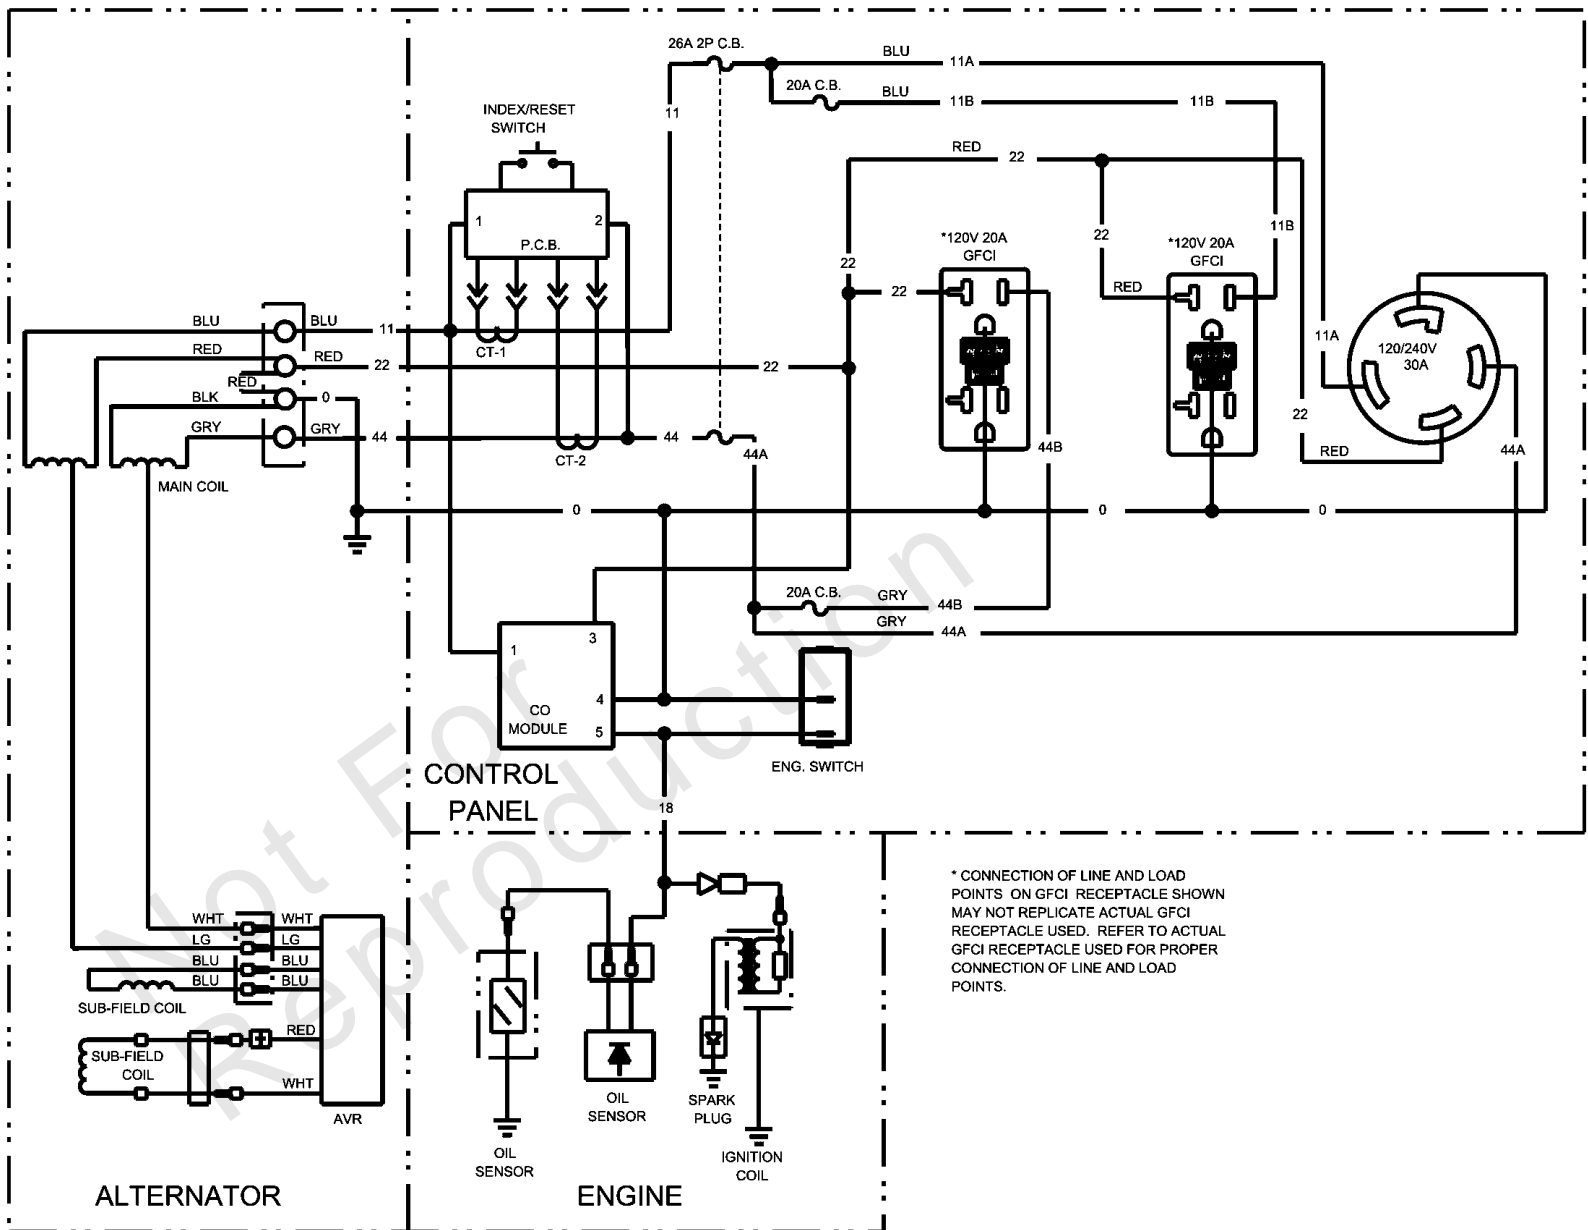 26A 2P C.B.
BLU
11A
20A C.B.
BLU
11B
11B
INDEX/RESET
SWITCH
11
RED
22
1
2
P.C.B.
22
11B
*120V 20A
GFCI
*120V 20A
GFCI
22
22
RED
BLU
BLU
11
CT-1
11A
120/240V
30A
RED
RED
22
22
RED
BLK
0
22
GRY
GRY
44
44
44A
44B
RED
44A
CT-2
MAIN COIL
0
0
0
20A C.B.
GRY
44B
GRY
44A
1
3
4
5
CO
MODULE
ENG. SWITCH
CONTROL
PANEL
18
* CONNECTION OF LINE AND LOAD
POINTS ON GFCI RECEPTACLE SHOWN
MAY NOT REPLICATE ACTUAL GFCI
RECEPTACLE USED. REFER TO ACTUAL
GFCI RECEPTACLE USED FOR PROPER
CONNECTION OF LINE AND LOAD
POINTS.
WHT
WHT
LG
LG
BLU
BLU
BLU
BLU
SUB-FIELD COIL
RED
SUB-FIELD
COIL
WHT
AVR
OIL
SENSOR
SPARK
PLUG
OIL
SENSOR
IGNITION
COIL
ALTERNATOR
ENGINE
Not For
Reproduction